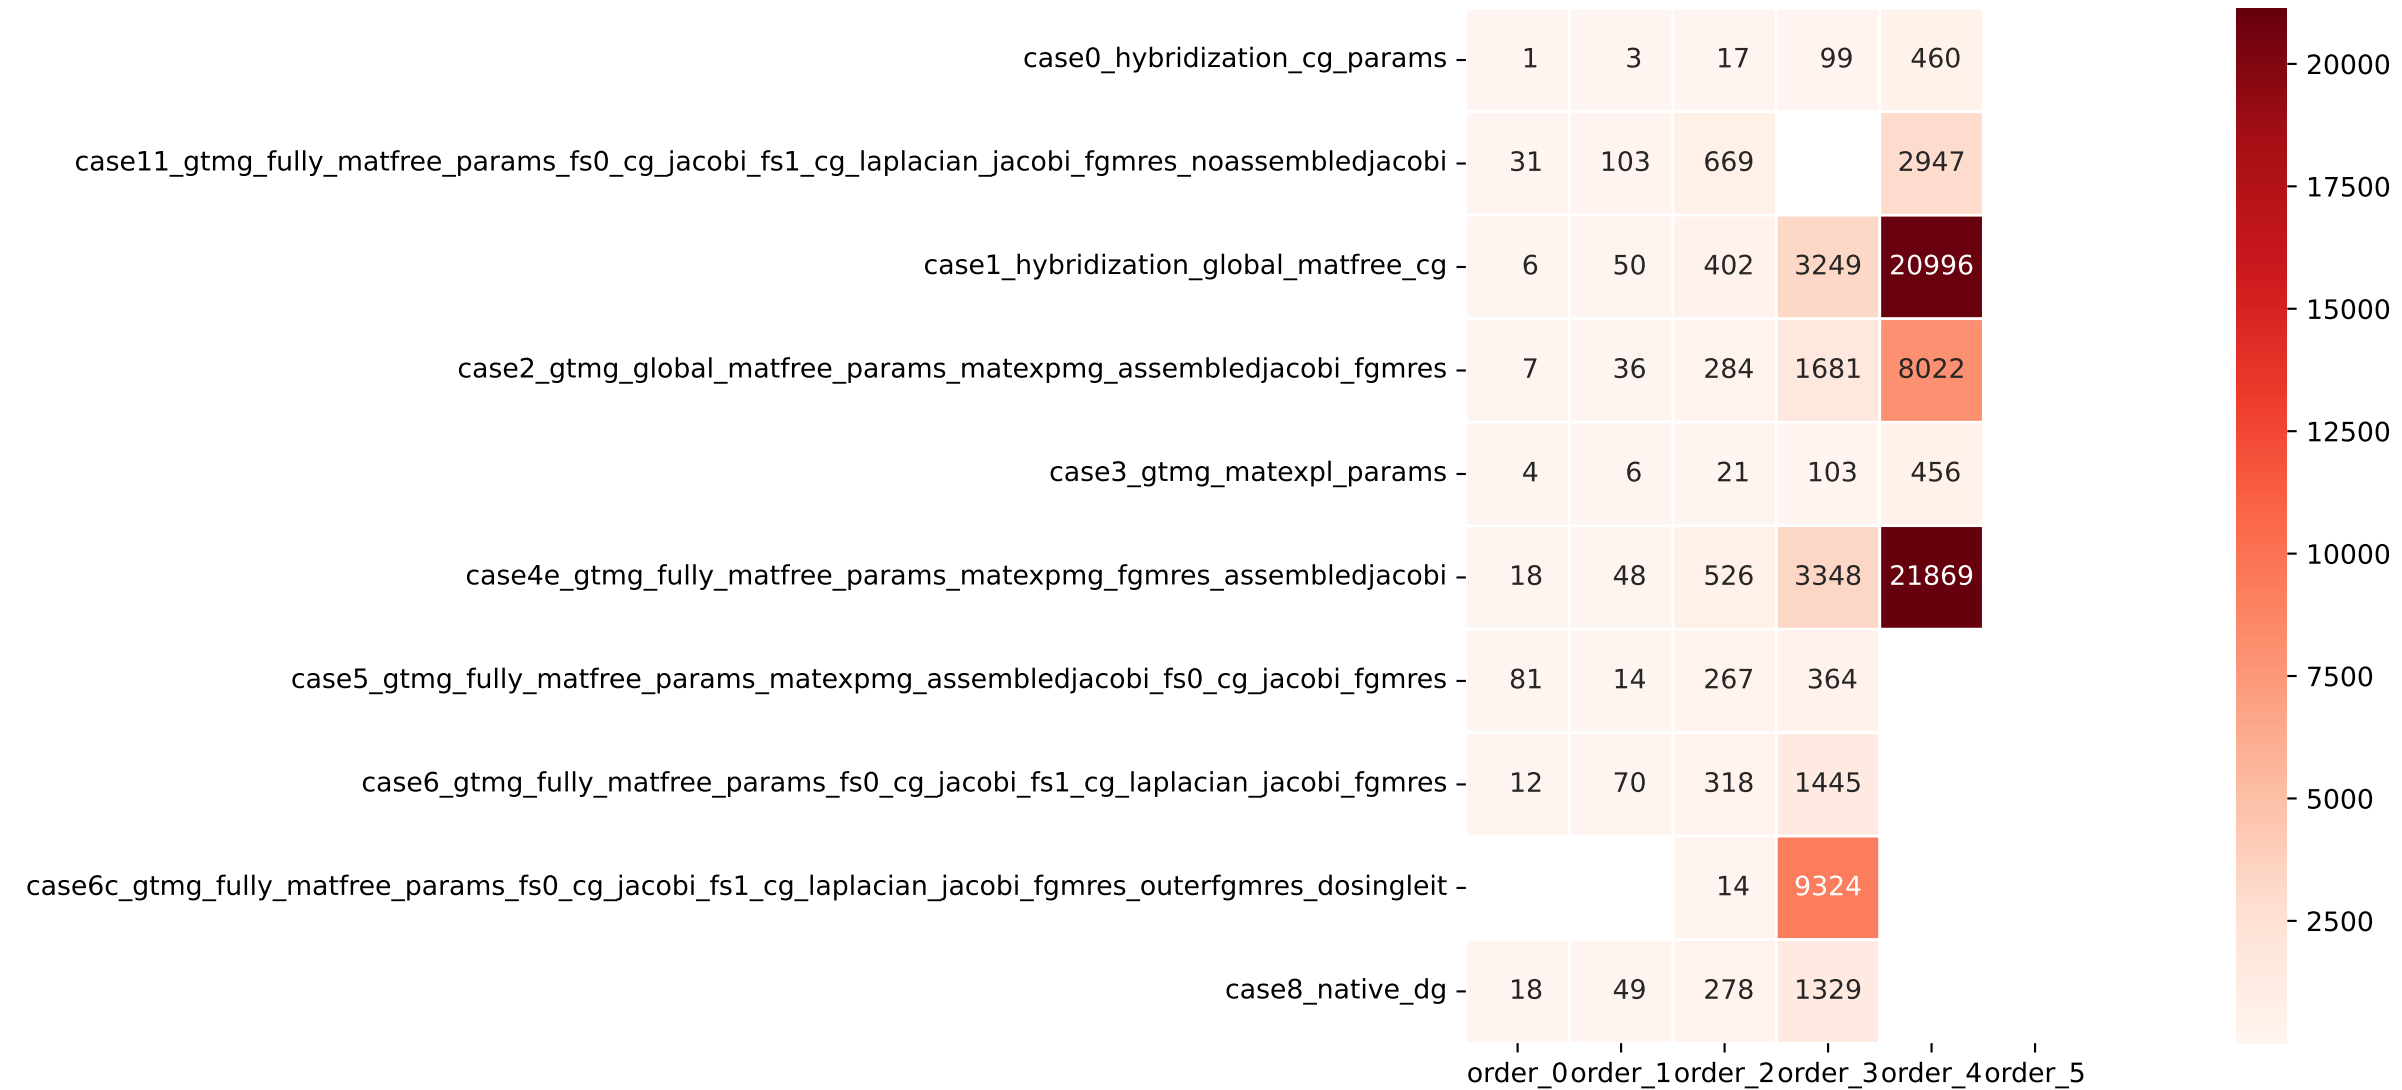 case0_hybridization_cg_params 1 3 17 99 460
case11_gtmg_fully_matfree_params_fs0_cg_jacobi_fs1_cg_laplacian_jacobi_fgmres_noassembledjacobi 31 103 669 2947
case1_hybridization_global_matfree_cg 6 50 402 3249 20996
case2_gtmg_global_matfree_params_matexpmg_assembledjacobi_fgmres 7 36 284 1681 8022
case3_gtmg_matexpl_params 4 6 21 103 456
case4e_gtmg_fully_matfree_params_matexpmg_fgmres_assembledjacobi 18 48 526 3348 21869
case5_gtmg_fully_matfree_params_matexpmg_assembledjacobi_fs0_cg_jacobi_fgmres 81 14 267 364
case6_gtmg_fully_matfree_params_fs0_cg_jacobi_fs1_cg_laplacian_jacobi_fgmres 12 70 318 1445
case6c_gtmg_fully_matfree_params_fs0_cg_jacobi_fs1_cg_laplacian_jacobi_fgmres_outerfgmres_dosingleit 14 9324
case8_native_dg 18 49 278 1329
order_0 order_1 order_2 order_3 order_4 order_5
20000
17500
15000
12500
10000
7500
5000
2500